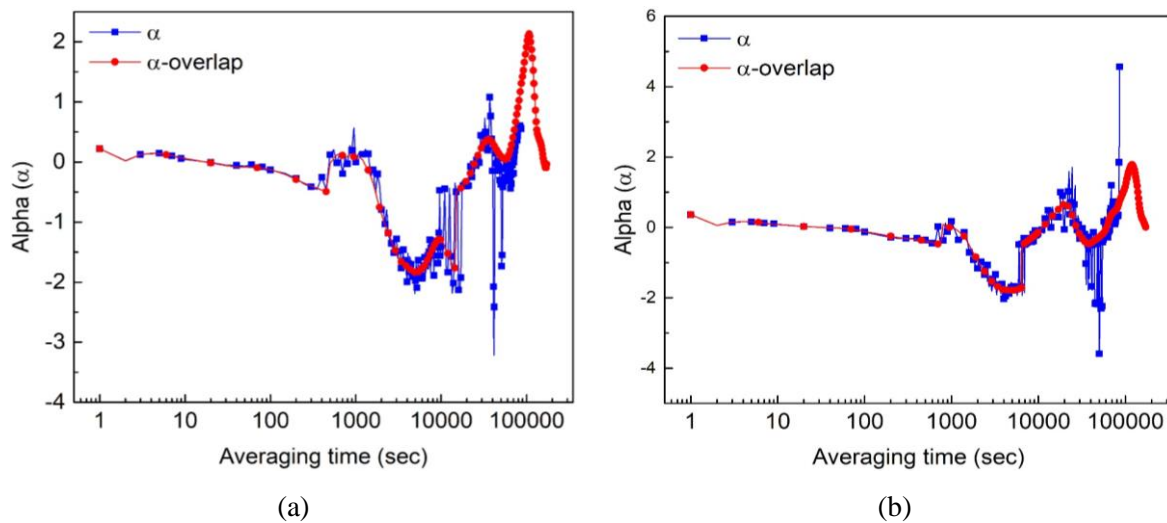 2
1
0
-1
-2
-3
-4
Alpha (α)
α
α-overlap
1 10 100 1000 10000 100000
Averaging time (sec)
(a)
6
4
2
0
-2
-4
Alpha (α)
α
α-overlap
1 10 100 1000 10000 100000
Averaging time (sec)
(b)